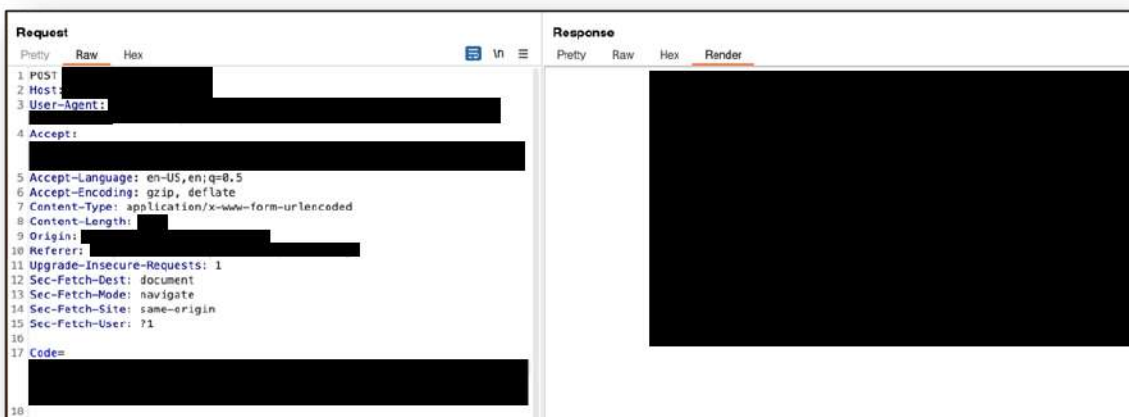 Request
Pretty Raw Hex
\n
Response
Pretty Raw Hex Render
1 POST
2 Host:
3 User-Agent:
4 Accept:
5 Accept-Language: en-US,en;q=0.5
6 Accept-Encoding: gzip, deflate
7 Content-Type: application/x-www-form-urlencoded
8 Content-Length:
9 Origin:
10 Referer:
11 Upgrade-Insecure-Requests: 1
12 Sec-Fetch-Dest: document
13 Sec-Fetch-Mode: navigate
14 Sec-Fetch-Site: same-origin
15 Sec-Fetch-User: ?1
16
17 Code=
18